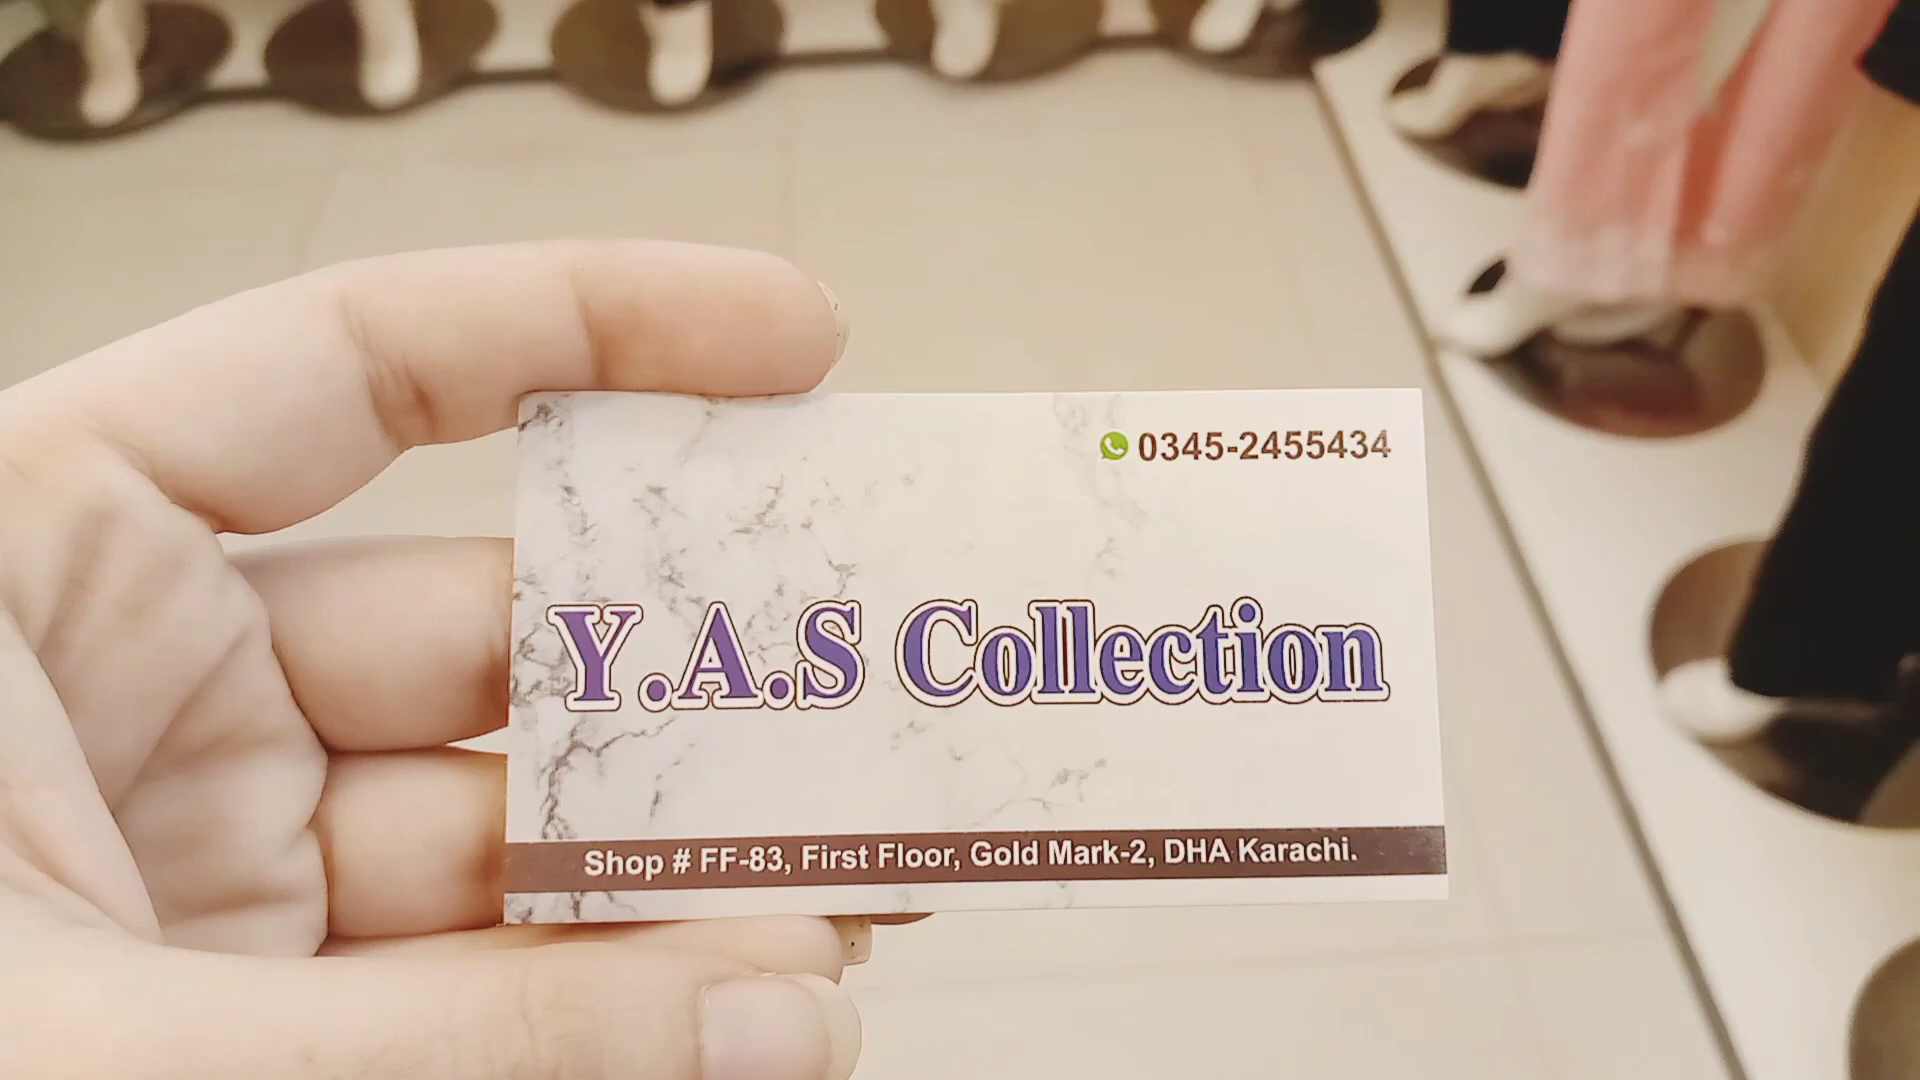 0345-2455434
Y.A.S Collection
Shop # FF-83, First Floor, Gold Mark-2, DHA Karachi.